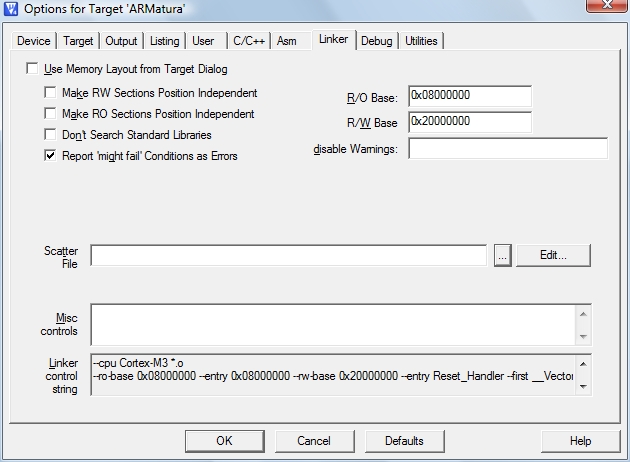 Options for Target 'ARMatura'
Device Target Output Listing User C/C++ Asm Linker Debug Utilities
Use Memory Layout from Target Dialog
Make RW Sections Position Independent
Make RO Sections Position Independent
Don't Search Standard Libraries
Report 'might fail' Conditions as Errors
R/O Base: 0x08000000
R/W Base 0x20000000
disable Warnings:
Scatter
File
... Edit...
Misc
controls
Linker
control
string
--cpu Cortex-M3 *.o
--ro-base 0x08000000 --entry 0x08000000 --rw-base 0x20000000 --entry Reset_Handler --first __Vector
OK Cancel Defaults Help